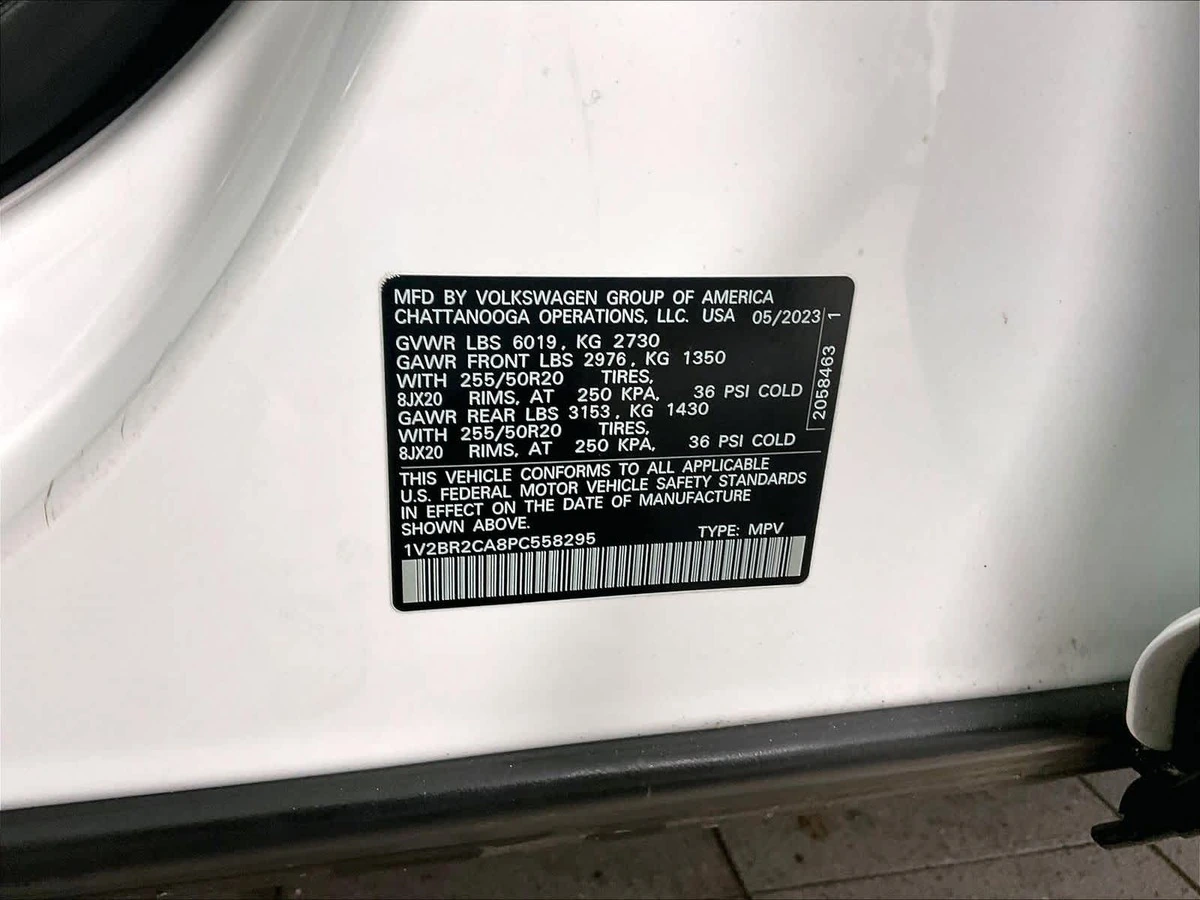 MFD BY VOLKSWAGEN GROUP OF AMERICA
CHATTANOOGA OPERATIONS, LLC. USA 05/2023
GVWR LBS 6019, KG 2730
GAWR FRONT LBS 2976, KG 1350
WITH 255/50R20 TIRES,
8JX20 RIMS, AT 250 KPA, 36 PSI COLD
GAWR REAR LBS 3153, KG 1430
WITH 255/50R20 TIRES,
8JX20 RIMS, AT 250 KPA, 36 PSI COLD
THIS VEHICLE CONFORMS TO ALL APPLICABLE
U.S. FEDERAL MOTOR VEHICLE SAFETY STANDARDS
IN EFFECT ON THE DATE OF MANUFACTURE
SHOWN ABOVE.
TYPE: MPV
1V2BR2CA8PC558295
2058463 1